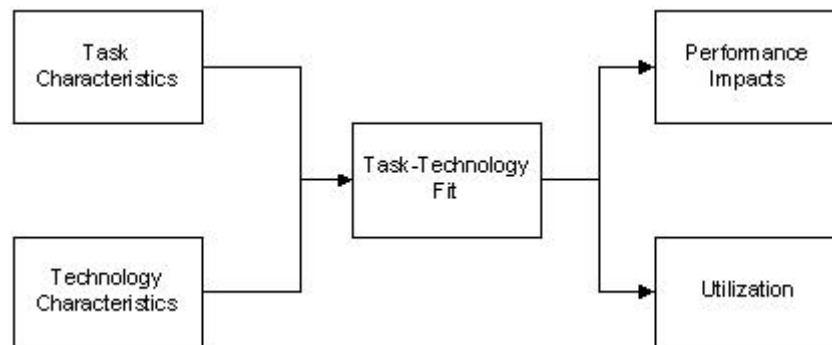 Task
Characteristics
Performance
Impacts
Task-Technology
Fit
Technology
Characteristics
Utilization